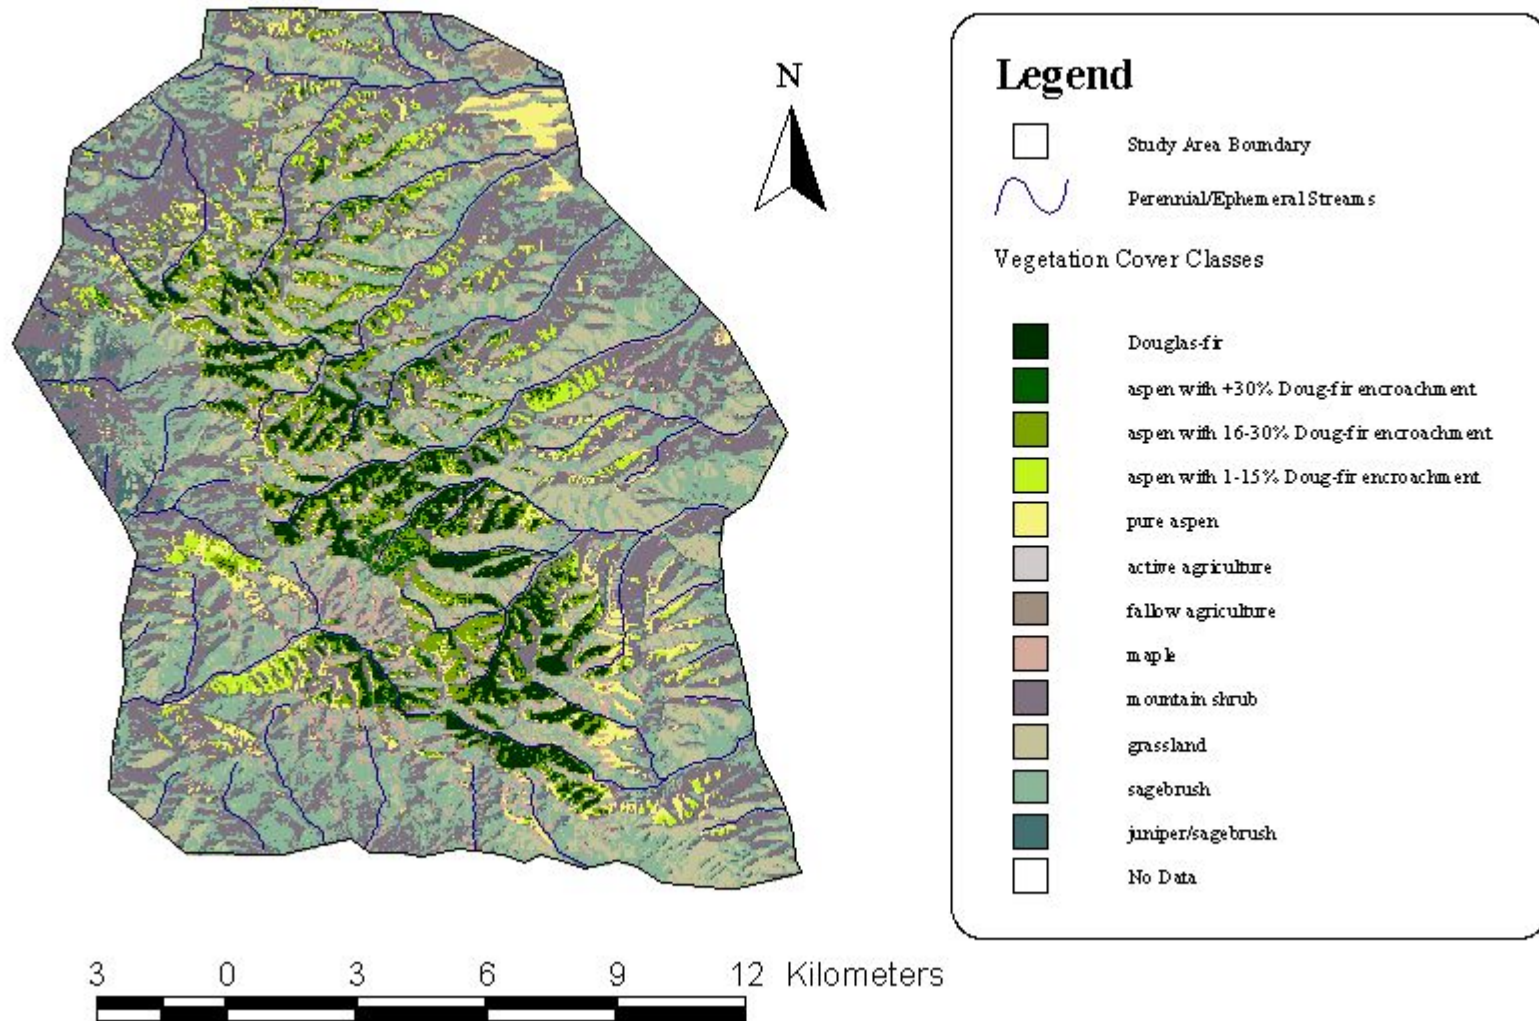 N
Legend
Study Area Boundary
Perennial/Ephemeral Streams
Vegetation Cover Classes
Douglas-fir
aspen with +30% Doug-fir encroachment
aspen with 16-30% Doug-fir encroachment
aspen with 1-15% Doug-fir encroachment
pure aspen
active agriculture
fallow agriculture
maple
mountain shrub
grassland
sagebrush
juniper/sagebrush
No Data
3 0 3 6 9 12 Kilometers